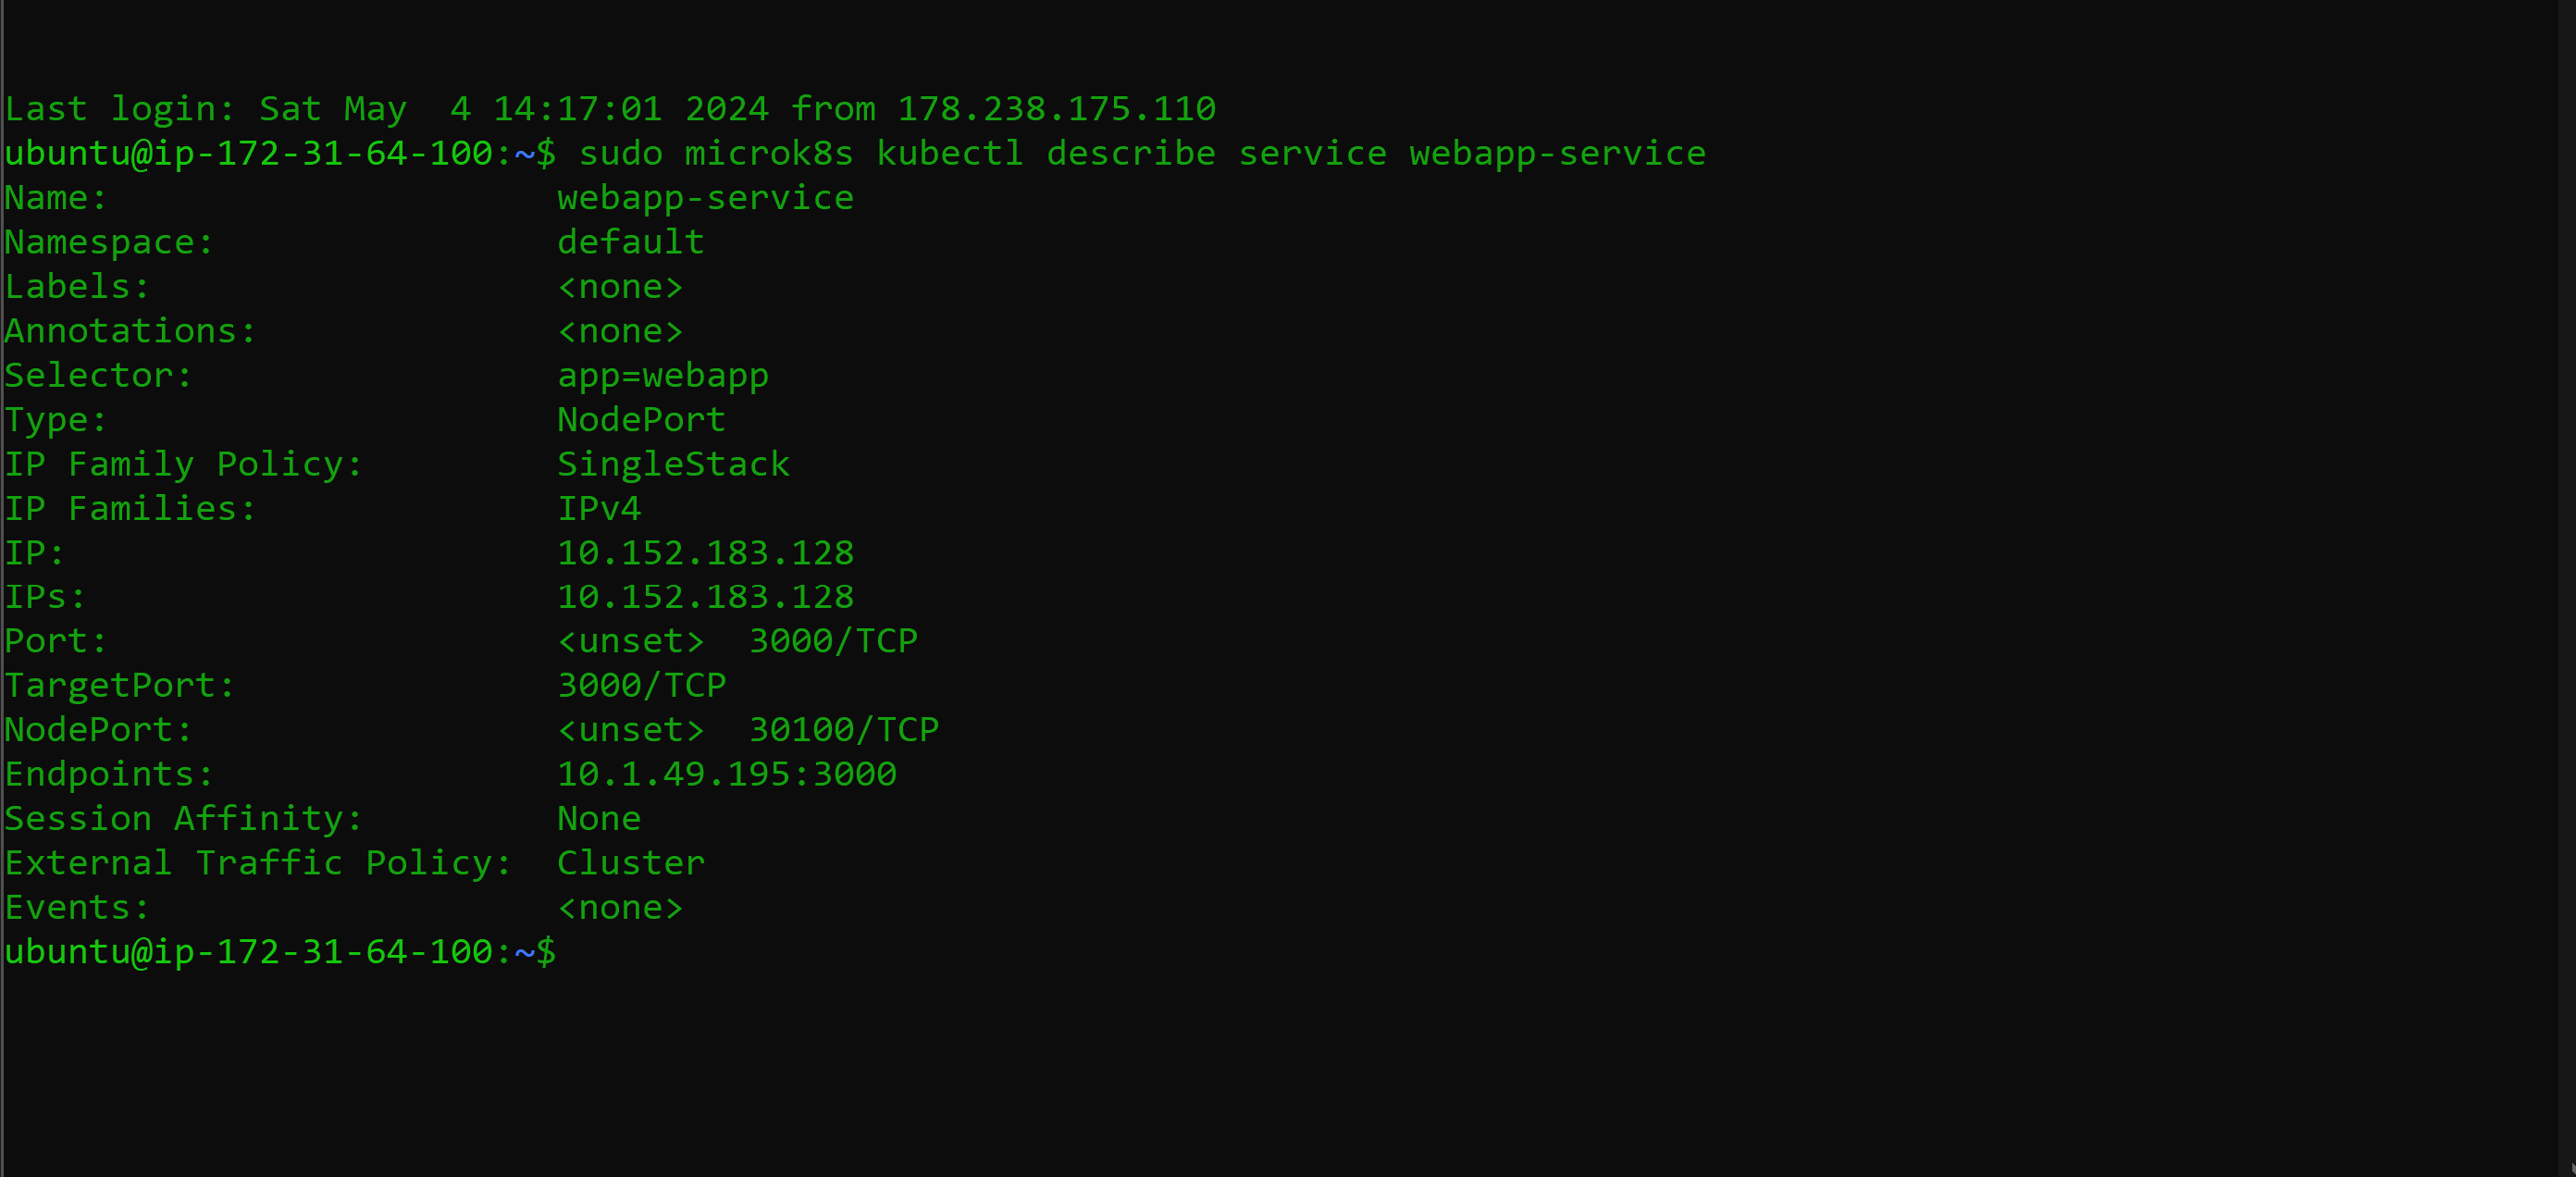 Last login: Sat May  4 14:17:01 2024 from 178.238.175.110
ubuntu@ip-172-31-64-100:~$ sudo microk8s kubectl describe service webapp-service
Name:                     webapp-service
Namespace:                default
Labels:                   <none>
Annotations:              <none>
Selector:                 app=webapp
Type:                     NodePort
IP Family Policy:         SingleStack
IP Families:              IPv4
IP:                       10.152.183.128
IPs:                      10.152.183.128
Port:                     <unset>  3000/TCP
TargetPort:               3000/TCP
NodePort:                 <unset>  30100/TCP
Endpoints:                10.1.49.195:3000
Session Affinity:         None
External Traffic Policy:  Cluster
Events:                   <none>
ubuntu@ip-172-31-64-100:~$